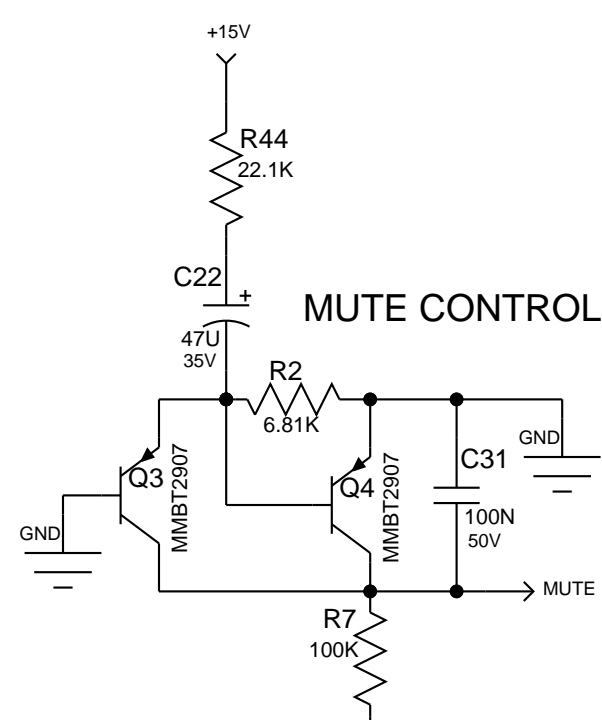 +15V
R44
22.1K
C22
+
MUTE CONTROL
47U
35V
R2
6.81K
GND
Q3
MMBT2907
Q4
MMBT2907
C31
100N
50V
GND
MUTE
R7
100K